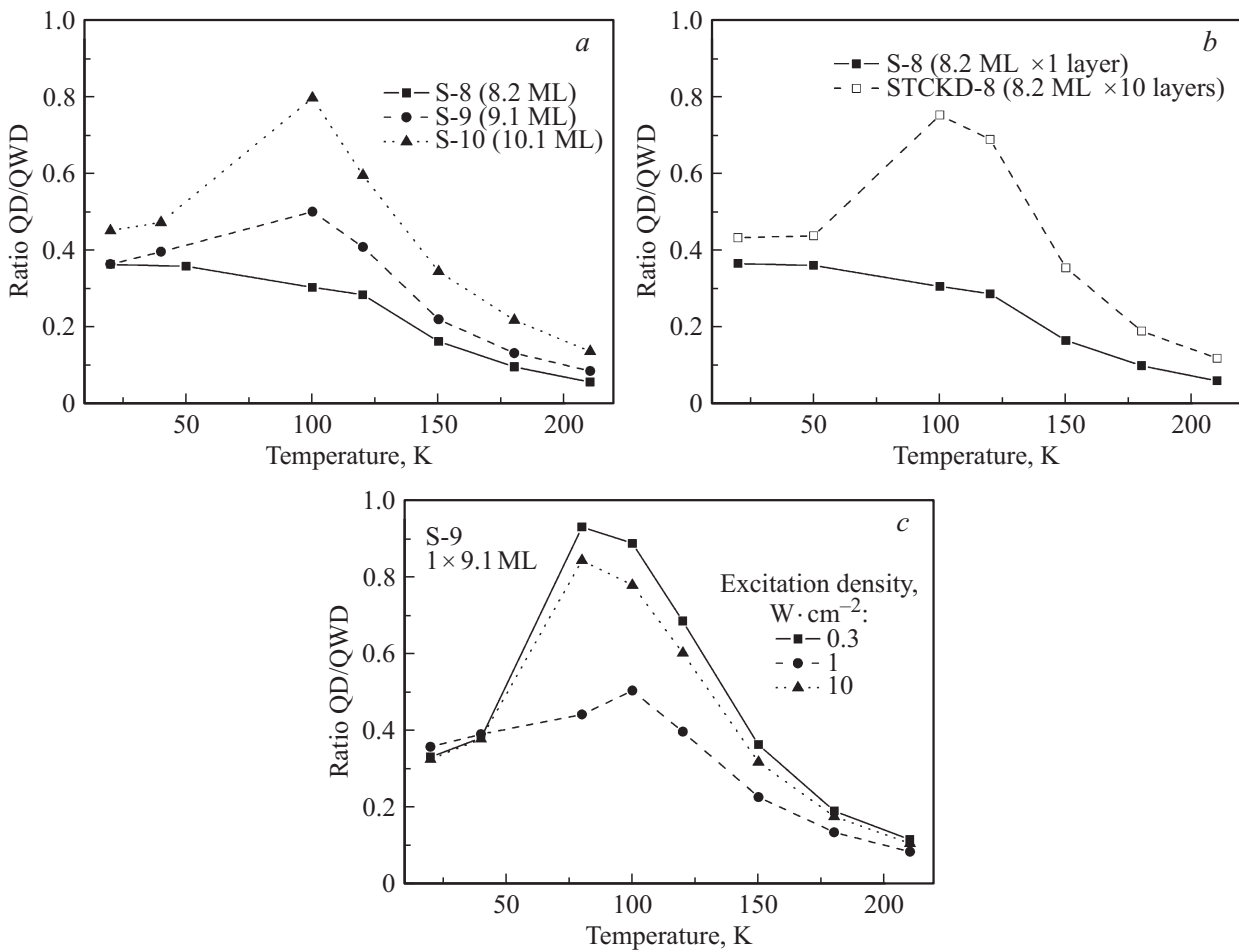 a
S-8 (8.2 ML)
S-9 (9.1 ML)
S-10 (10.1 ML)
1.0
0.8
0.6
0.4
0.2
0
Ratio QD/QWD
50 100 150 200
Temperature, K
b
S-8 (8.2 ML ×1 layer)
STCKD-8 (8.2 ML ×10 layers)
1.0
0.8
0.6
0.4
0.2
0
Ratio QD/QWD
50 100 150 200
Temperature, K
c
S-9
1 × 9.1 ML
Excitation density,
W · cm⁻²:
0.3
1
10
1.0
0.8
0.6
0.4
0.2
0
Ratio QD/QWD
50 100 150 200
Temperature, K